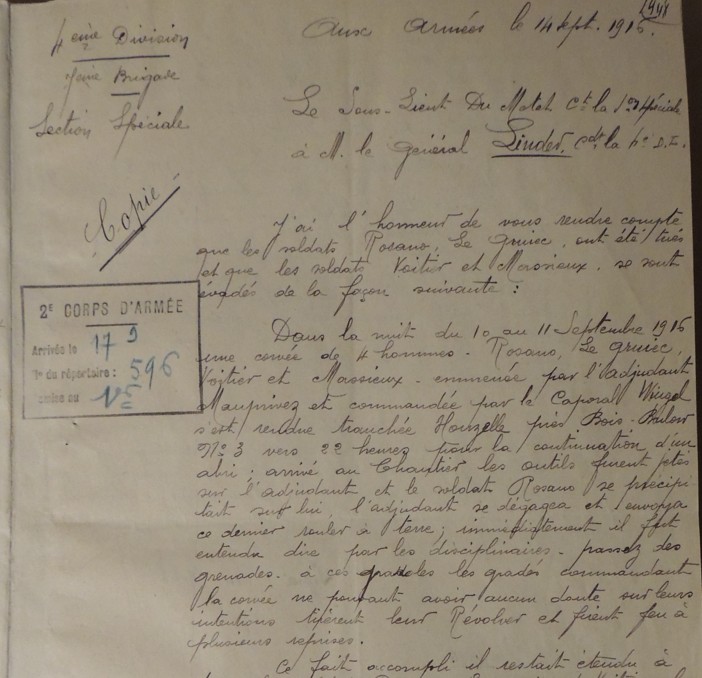 4ème Division
7ème Brigade
Section Spéciale
Aux armées le 14 Sept. 1916.
Le Sous-Lieut Du Motet Ct la Son Spéciale
à M. le général Linder. Cdt la 4e D.I.
Copie
J'ai l'honneur de vous rendre compte
que les soldats Rosano, Le Gruiec, ont été tués
et que les soldats Voitier et Massieux. se sont
évadés de la façon suivante :
2E CORPS D'ARMÉE
Arrivée le 17 9
No du répertoire : 596
Dans la nuit du 10 au 11 Septembre 1916
une corvée de 4 hommes - Rosano, Le Gruiec,
Voitier et Massieux - emmenée par l'adjudant
Mauprivez et commandée par le Caporal
s'est rendue tranchée Houzelle près Bois-
No 3 vers 22 heures pour la continuation d'un
abri ; arrivé au Chantier les outils furent jetés
sur l'adjudant et le soldat Rosano se précipi
tait sur lui, l'adjudant se dégagea et envoya
ce dernier rouler à terre ; immédiatement il fut
entendu dire par les disciplinaires - passez des
grenades - à ces paroles les gradés commandant
la corvée ne pouvant avoir aucun doute sur leurs
intentions tirèrent leur Révolver et firent feu à
plusieurs reprises.
Ce fait accompli il restait étendu à